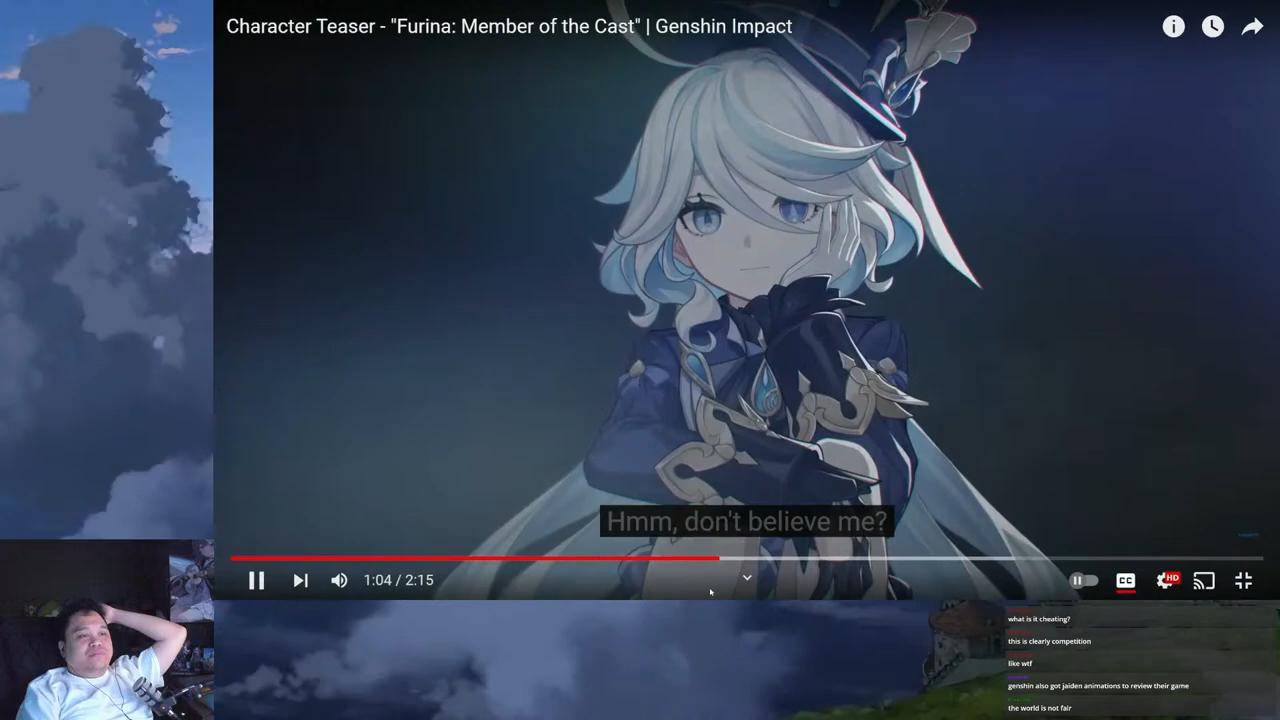 Character Teaser - "Furina: Member of the Cast" | Genshin Impact
Hmm, don't believe me?
1:04 / 2:15
CC
HD
what is it cheating?
this is clearly competition
like wtf
genshin also got jaiden animations to review their game
the world is not fair